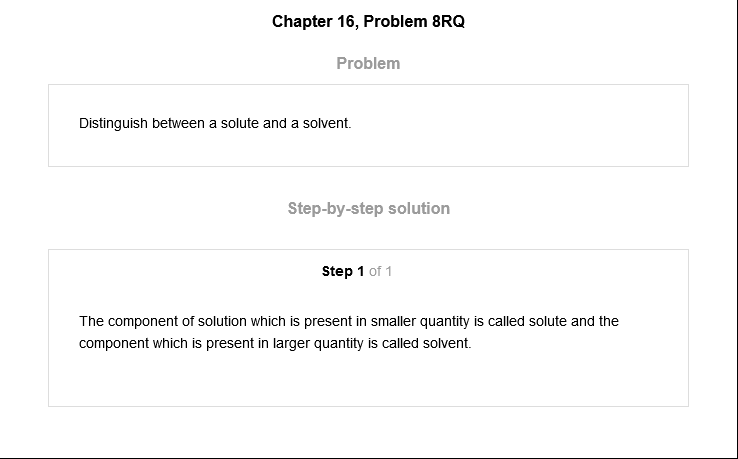 Chapter 16, Problem 8RQ
Problem
Distinguish between a solute and a solvent.
Step-by-step solution
Step 1 of 1
The component of solution which is present in smaller quantity is called solute and the
component which is present in larger quantity is called solvent.